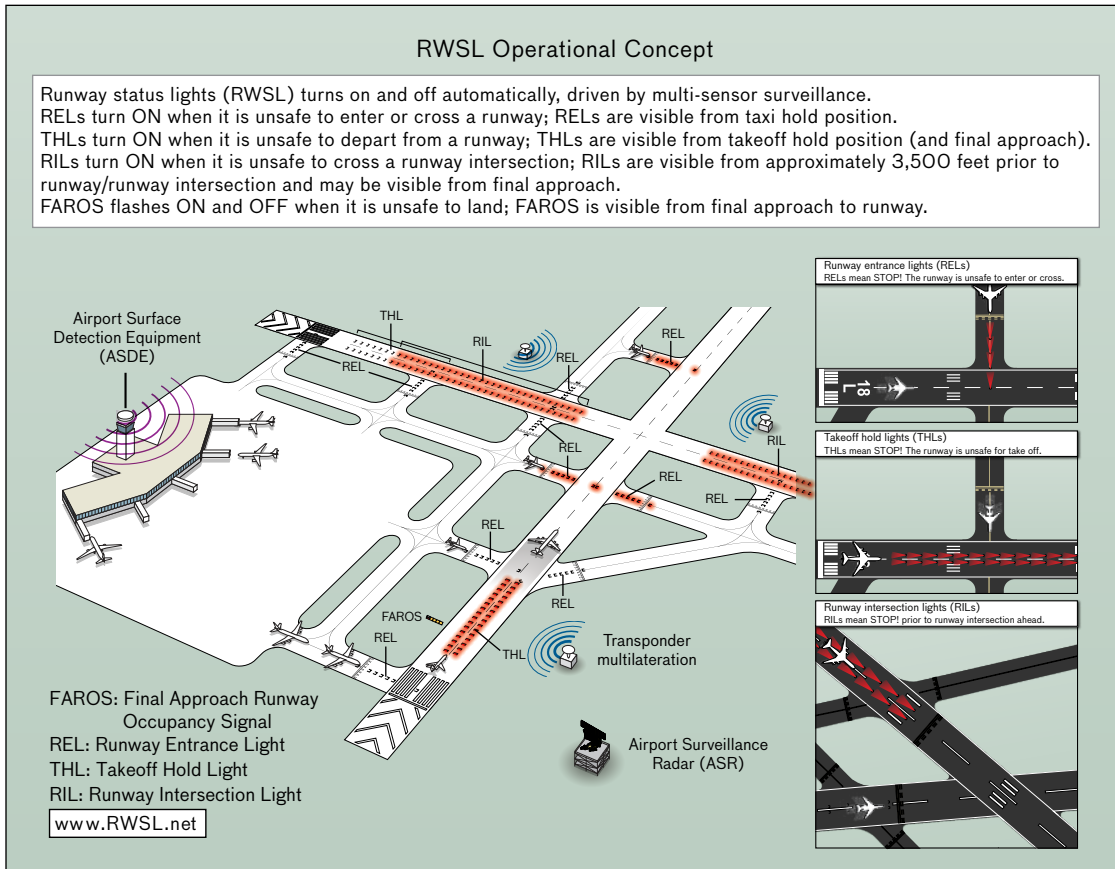 RWSL Operational Concept
Runway status lights (RWSL) turns on and off automatically, driven by multi-sensor surveillance.
RELs turn ON when it is unsafe to enter or cross a runway; RELs are visible from taxi hold position.
THLs turn ON when it is unsafe to depart from a runway; THLs are visible from takeoff hold position (and final approach).
RILs turn ON when it is unsafe to cross a runway intersection; RILs are visible from approximately 3,500 feet prior to
runway/runway intersection and may be visible from final approach.
FAROS flashes ON and OFF when it is unsafe to land; FAROS is visible from final approach to runway.
Airport Surface
Detection Equipment
(ASDE)
THL
RIL
REL
REL
REL
REL
REL
RIL
REL
REL
REL
REL
FAROS
REL
THL
Transponder
multilateration
Airport Surveillance
Radar (ASR)
FAROS: Final Approach Runway
Occupancy Signal
REL: Runway Entrance Light
THL: Takeoff Hold Light
RIL: Runway Intersection Light
www.RWSL.net
Runway entrance lights (RELs)
RELs mean STOP! The runway is unsafe to enter or cross.
18
L
Takeoff hold lights (THLs)
THLs mean STOP! The runway is unsafe for take off.
Runway intersection lights (RILs)
RILs mean STOP! prior to runway intersection ahead.